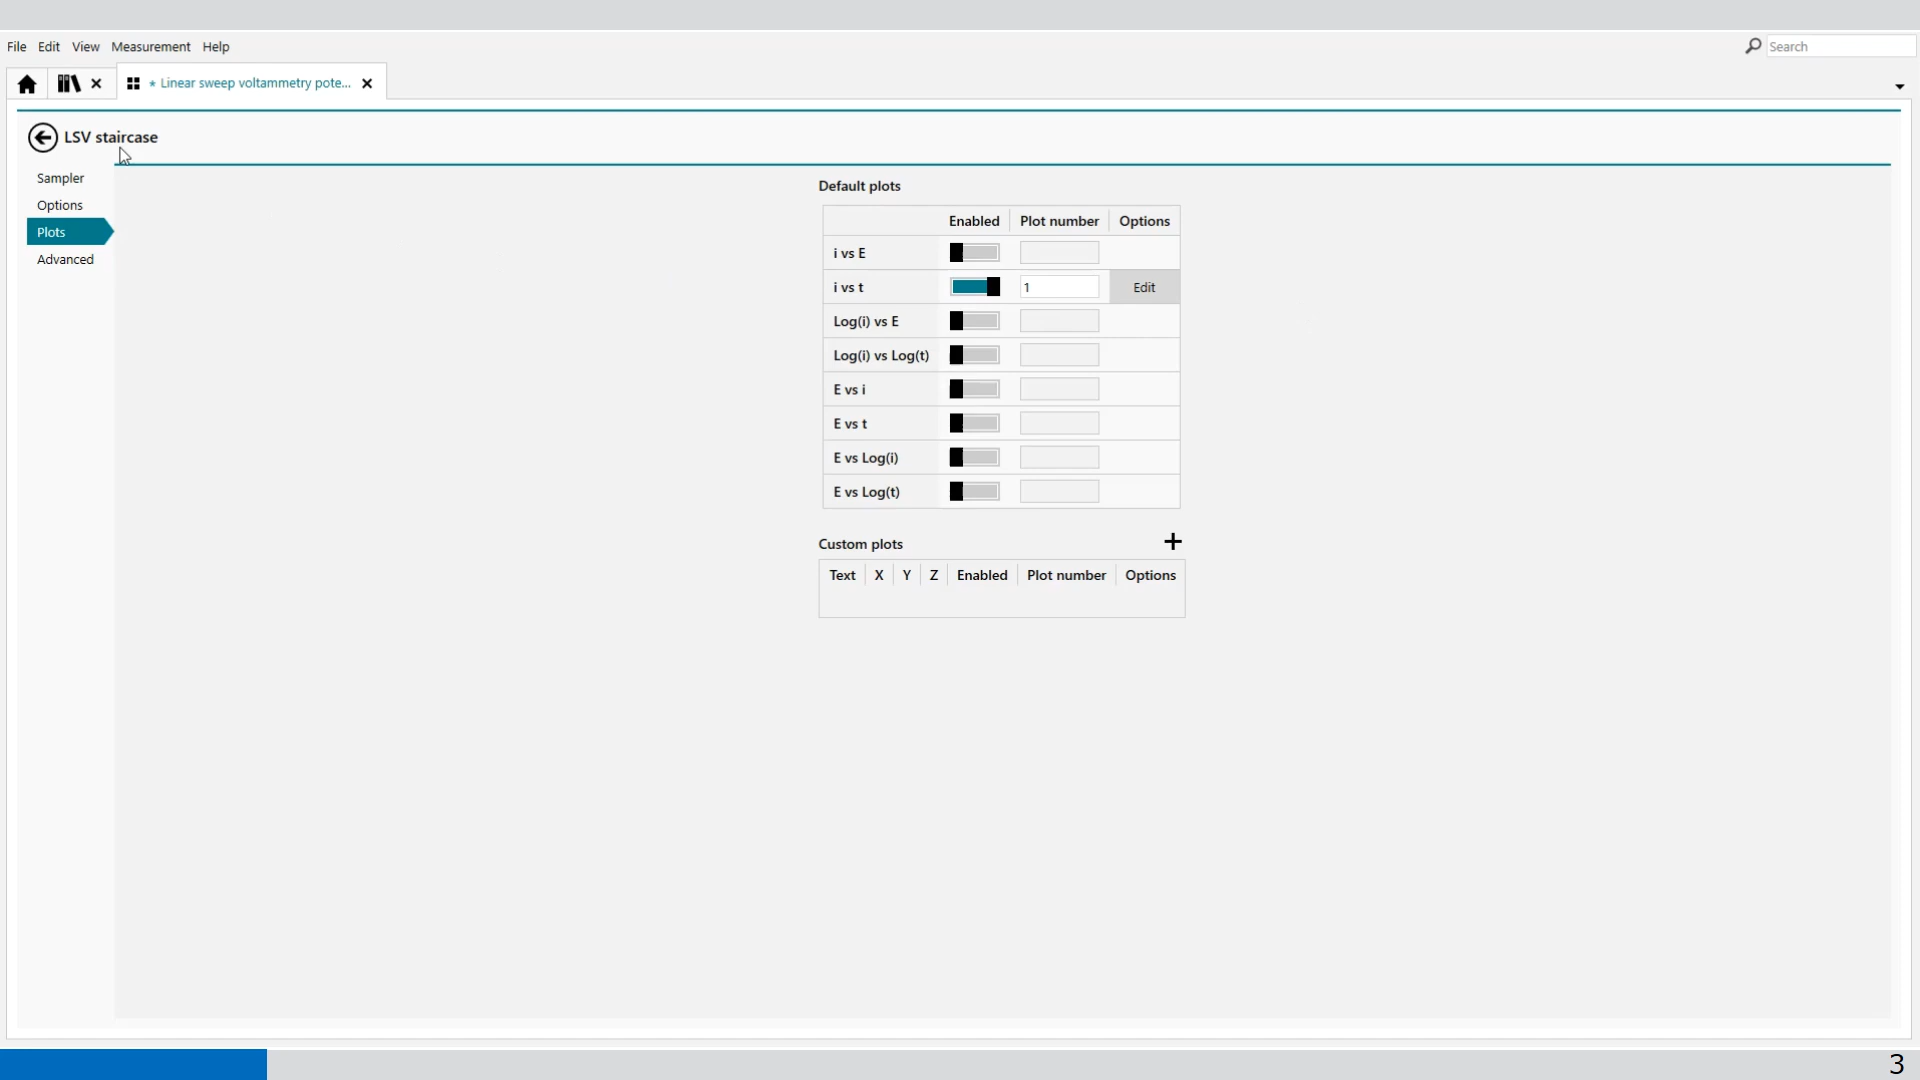 File Edit View Measurement Help Search
* Linear sweep voltammetry pote...
LSV staircase
Sampler
Options
Plots
Advanced
Default plots
Enabled Plot number Options
i vs E
i vs t 1 Edit
Log(i) vs E
Log(i) vs Log(t)
E vs i
E vs t
E vs Log(i)
E vs Log(t)
Custom plots
Text X Y Z Enabled Plot number Options
3